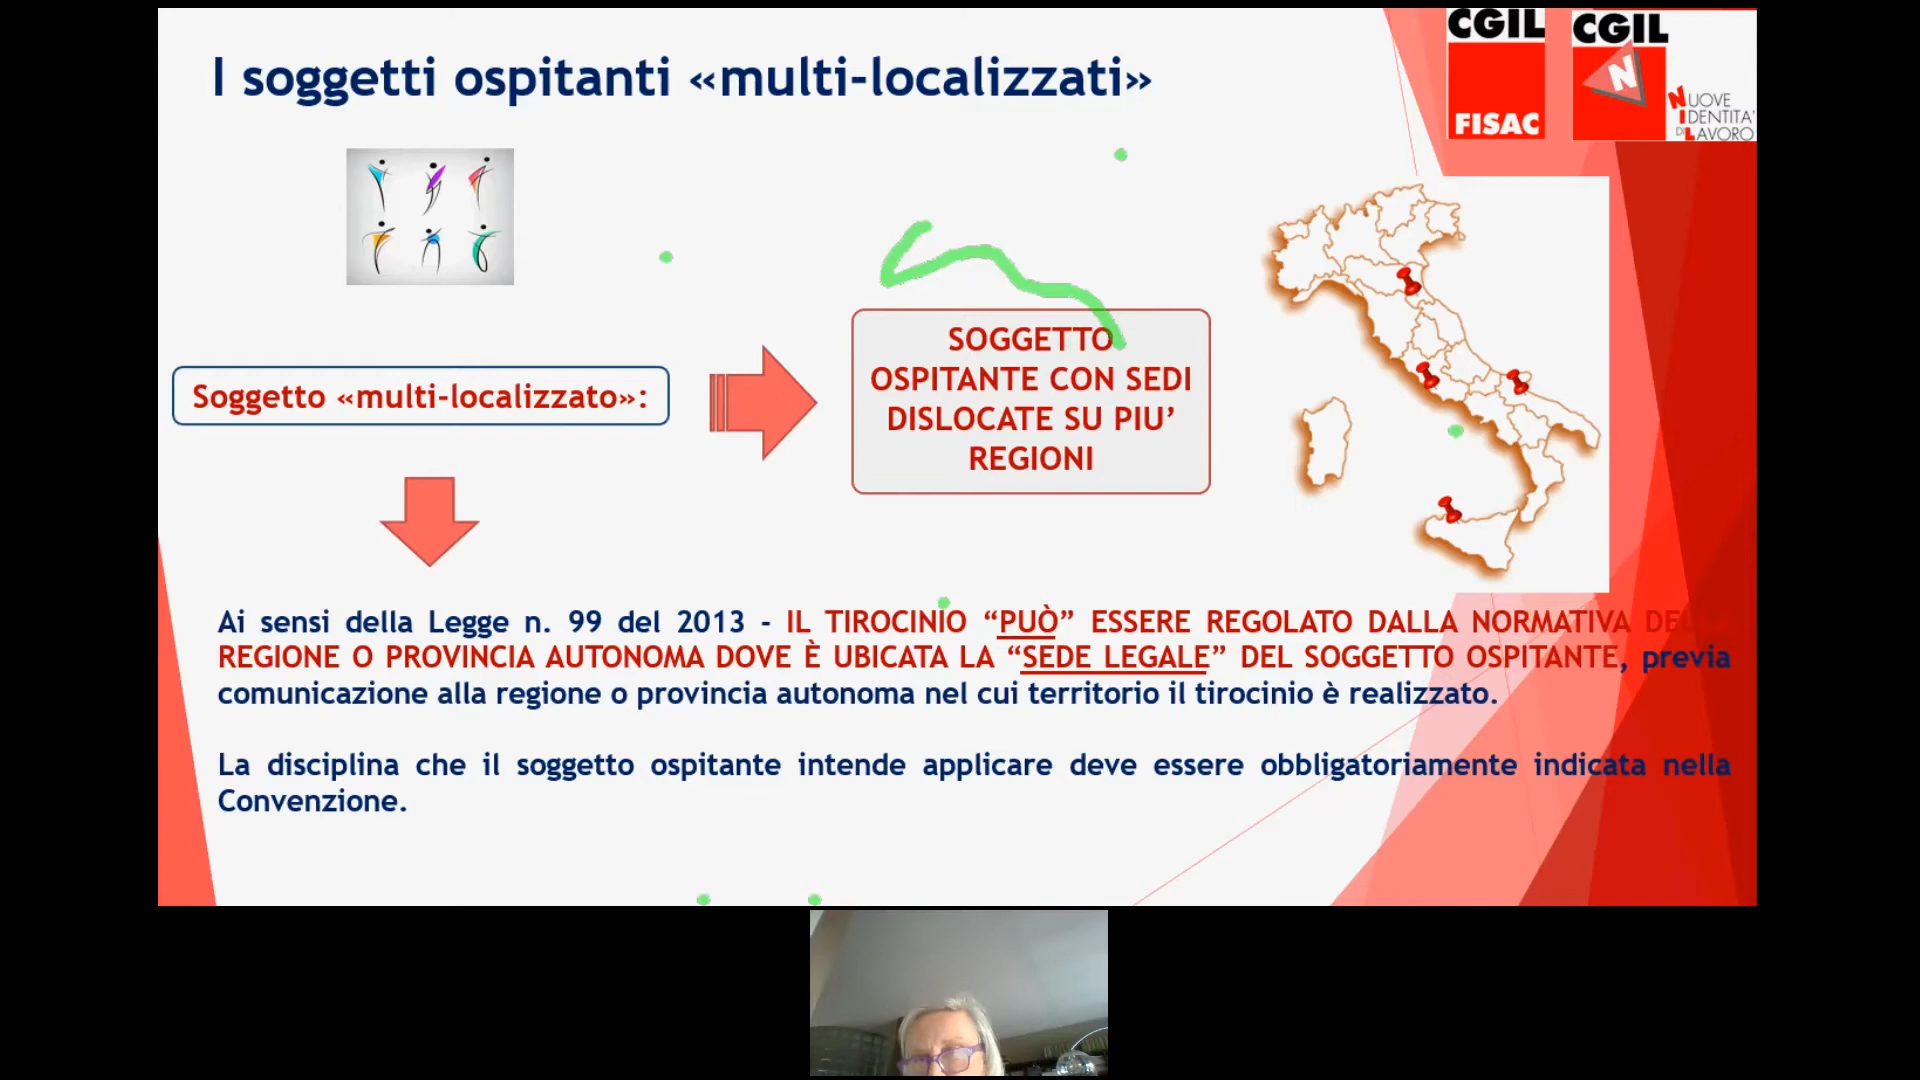 I soggetti ospitanti «multi-localizzati»
CGIL
FISAC
CGIL
N
NUOVE
IDENTITA'
DI LAVORO
Soggetto «multi-localizzato»:
SOGGETTO
OSPITANTE CON SEDI
DISLOCATE SU PIU’
REGIONI
Ai sensi della Legge n. 99 del 2013 - IL TIROCINIO “PUÒ” ESSERE REGOLATO DALLA NORMATIVA
REGIONE O PROVINCIA AUTONOMA DOVE È UBICATA LA “SEDE LEGALE” DEL SOGGETTO OSPITANTE, previa
comunicazione alla regione o provincia autonoma nel cui territorio il tirocinio è realizzato.
La disciplina che il soggetto ospitante intende applicare deve essere obbligatoriamente indicata nella
Convenzione.